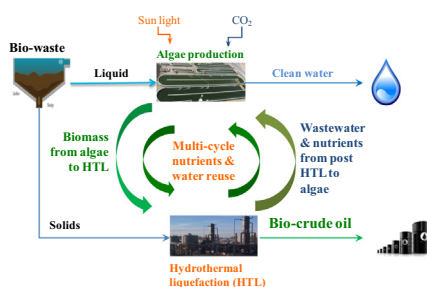 Sun light
CO₂
Bio-waste
Algae production
Liquid
Clean water
Biomass
from algae
to HTL
Multi-cycle
nutrients &
water reuse
Wastewater
& nutrients
from post
HTL to
algae
Solids
Bio-crude oil
Hydrothermal
liquefaction (HTL)